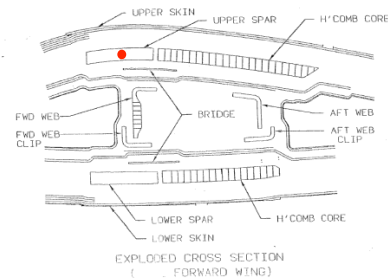 UPPER SKIN
UPPER SPAR
H'COMB CORE
FWD WEB
BRIDGE
AFT WEB
FWD WEB
CLIP
AFT WEB
CLIP
LOWER SPAR
H'COMB CORE
LOWER SKIN
EXPLODED CROSS SECTION
( . FORWARD WING)